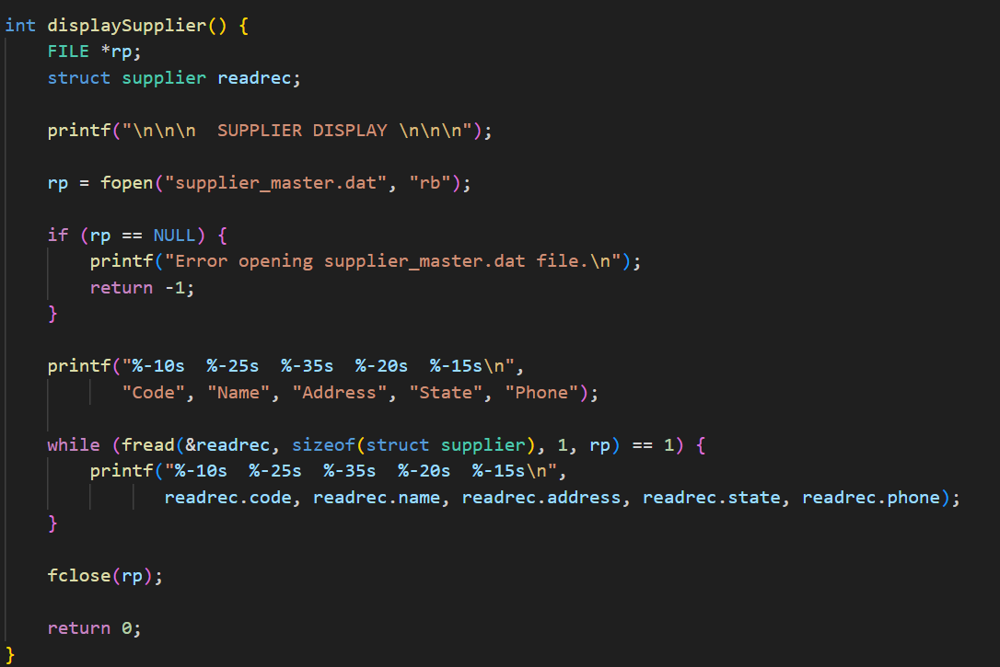 int displaySupplier() {
    FILE *rp;
    struct supplier readrec;

    printf("\n\n\n  SUPPLIER DISPLAY \n\n\n");

    rp = fopen("supplier_master.dat", "rb");

    if (rp == NULL) {
        printf("Error opening supplier_master.dat file.\n");
        return -1;
    }

    printf("%-10s  %-25s  %-35s  %-20s  %-15s\n",
           "Code", "Name", "Address", "State", "Phone");

    while (fread(&readrec, sizeof(struct supplier), 1, rp) == 1) {
        printf("%-10s  %-25s  %-35s  %-20s  %-15s\n",
               readrec.code, readrec.name, readrec.address, readrec.state, readrec.phone);
    }

    fclose(rp);

    return 0;
}